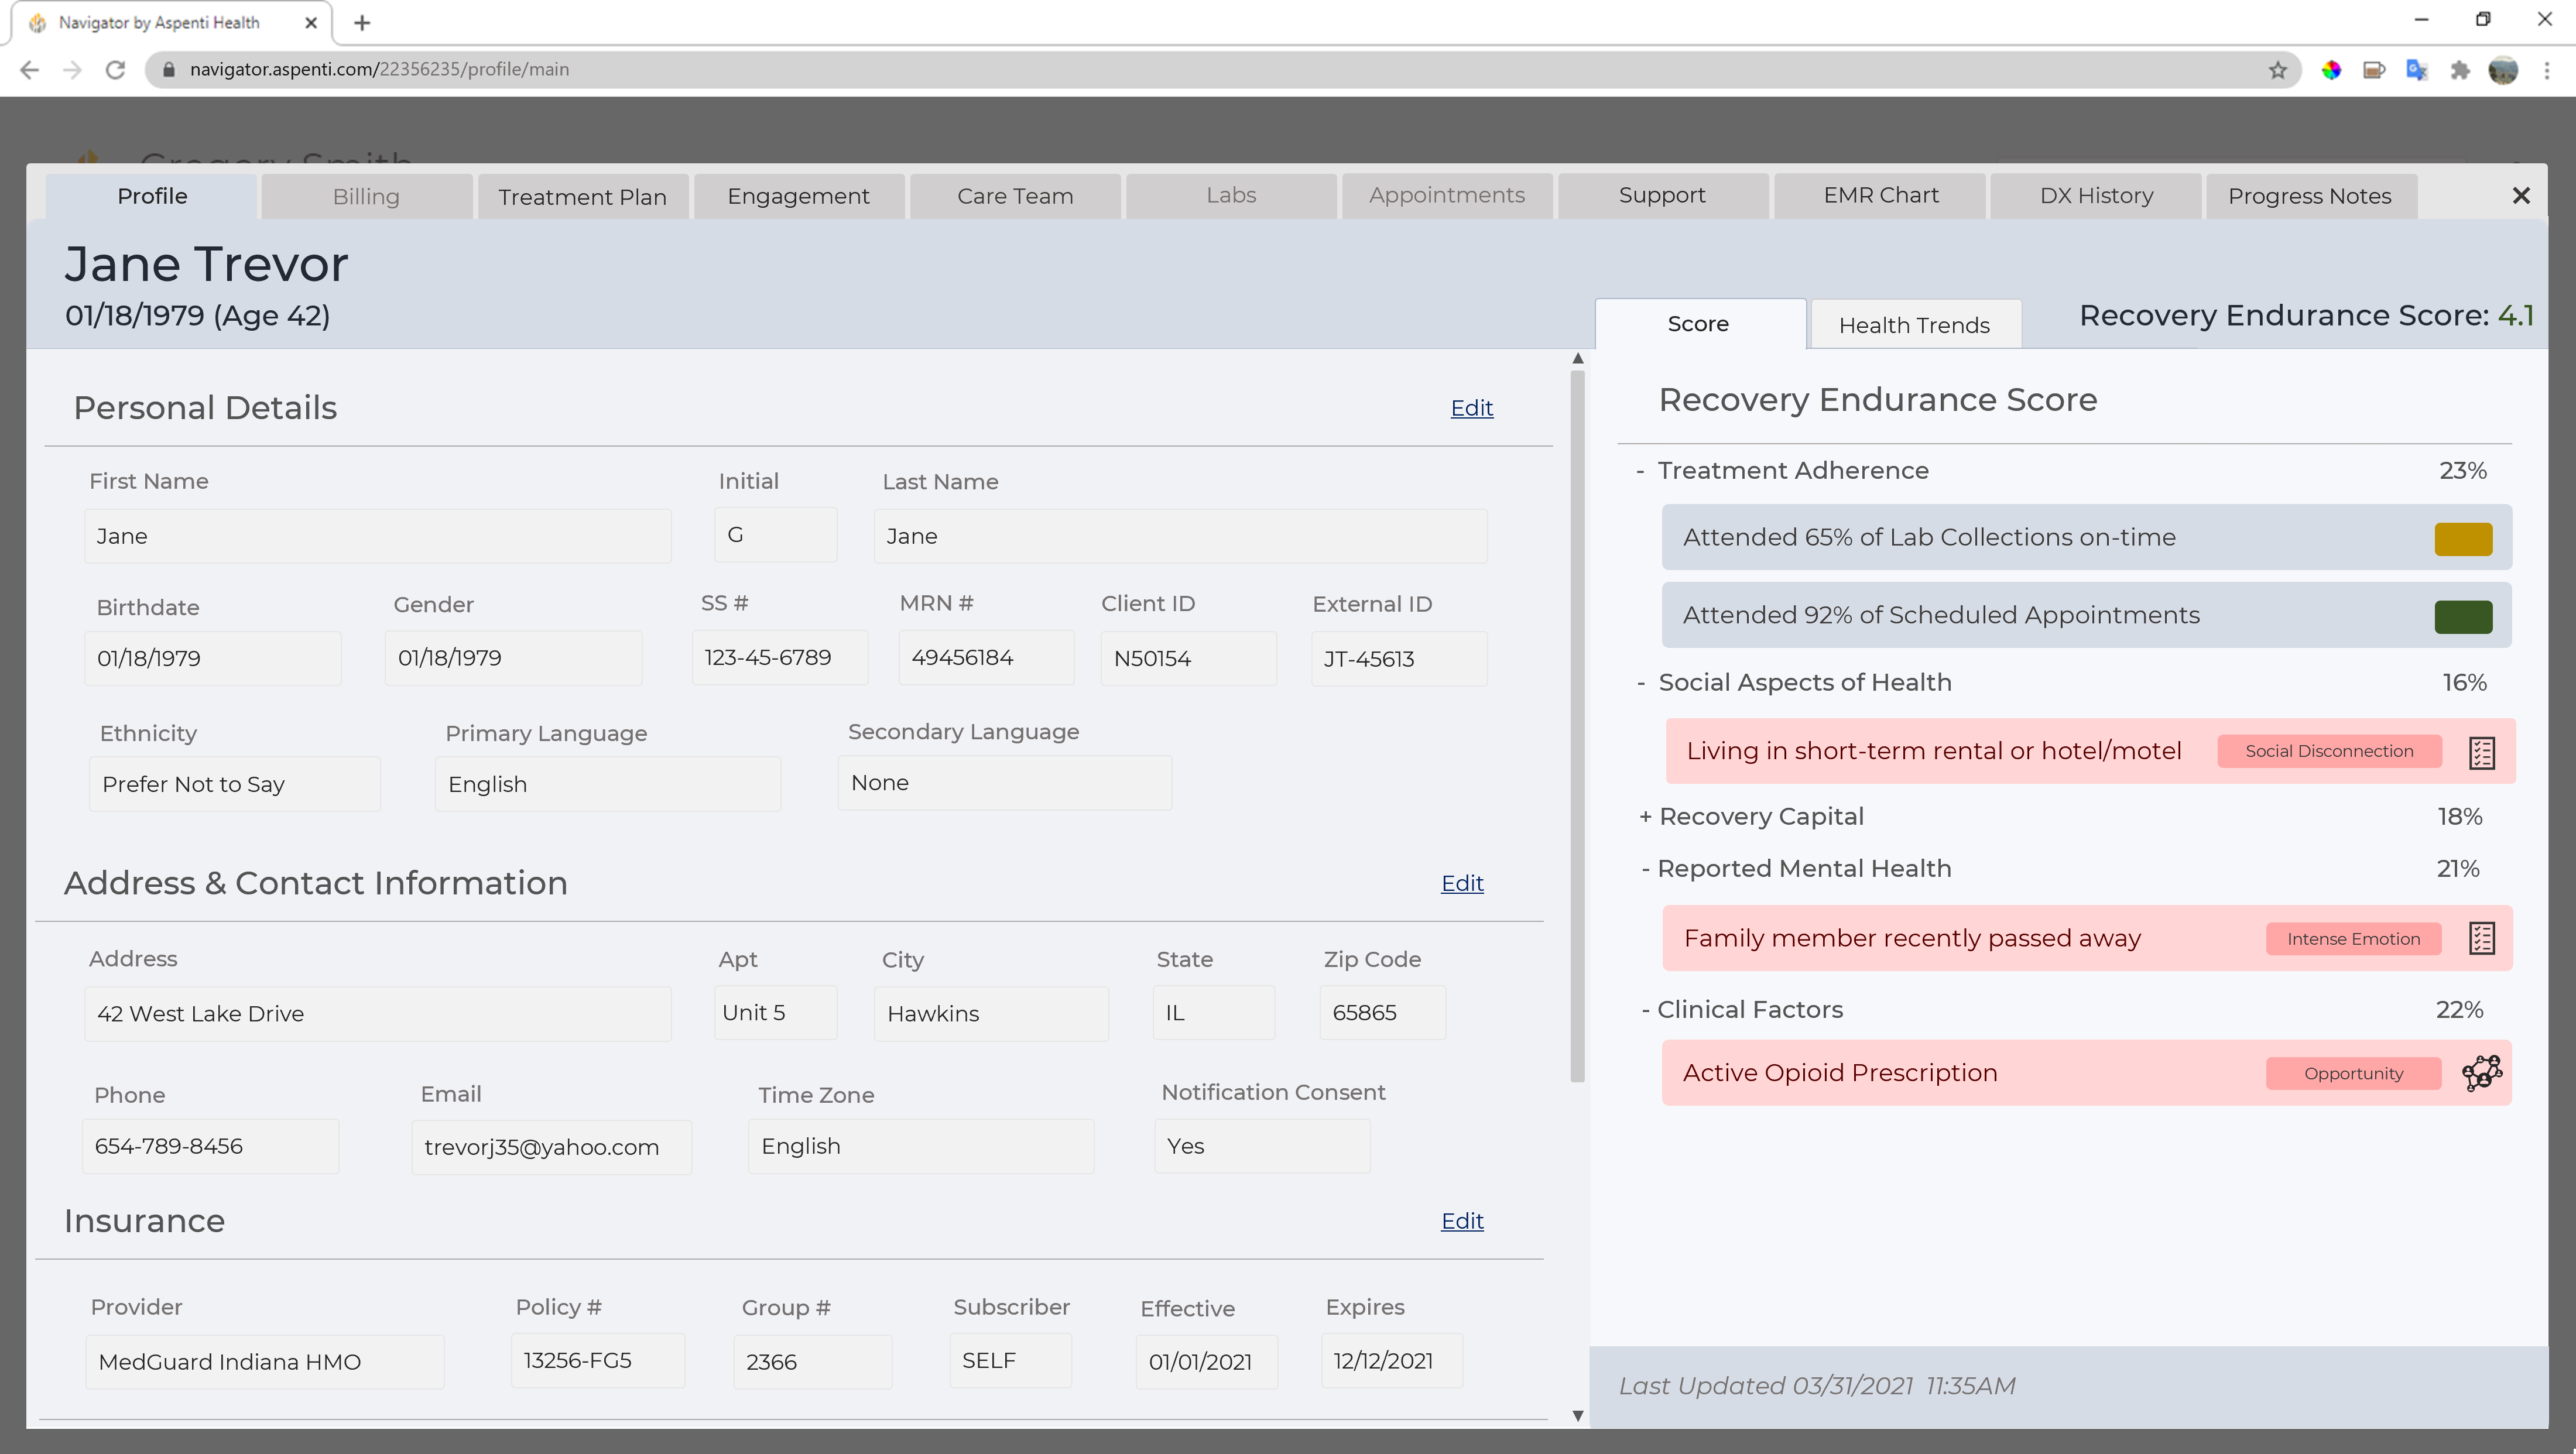 Navigator by Aspenti Health
navigator.aspenti.com/22356235/profile/main
Gregory Smith
Profile
Billing
Treatment Plan
Engagement
Care Team
Labs
Appointments
Support
EMR Chart
DX History
Progress Notes
Jane Trevor
01/18/1979 (Age 42)
Score
Health Trends
Recovery Endurance Score: 4.1
Personal Details
Edit
First Name
Initial
Last Name
Jane
G
Jane
Birthdate
Gender
SS #
MRN #
Client ID
External ID
01/18/1979
01/18/1979
123-45-6789
49456184
N50154
JT-45613
Ethnicity
Primary Language
Secondary Language
Prefer Not to Say
English
None
Address & Contact Information
Edit
Address
Apt
City
State
Zip Code
42 West Lake Drive
Unit 5
Hawkins
IL
65865
Phone
Email
Time Zone
Notification Consent
654-789-8456
trevorj35@yahoo.com
English
Yes
Insurance
Edit
Provider
Policy #
Group #
Subscriber
Effective
Expires
MedGuard Indiana HMO
13256-FG5
2366
SELF
01/01/2021
12/12/2021
Recovery Endurance Score
- Treatment Adherence 23%
Attended 65% of Lab Collections on-time
Attended 92% of Scheduled Appointments
- Social Aspects of Health 16%
Living in short-term rental or hotel/motel Social Disconnection
+ Recovery Capital 18%
- Reported Mental Health 21%
Family member recently passed away Intense Emotion
- Clinical Factors 22%
Active Opioid Prescription Opportunity
Last Updated 03/31/2021 11:35AM